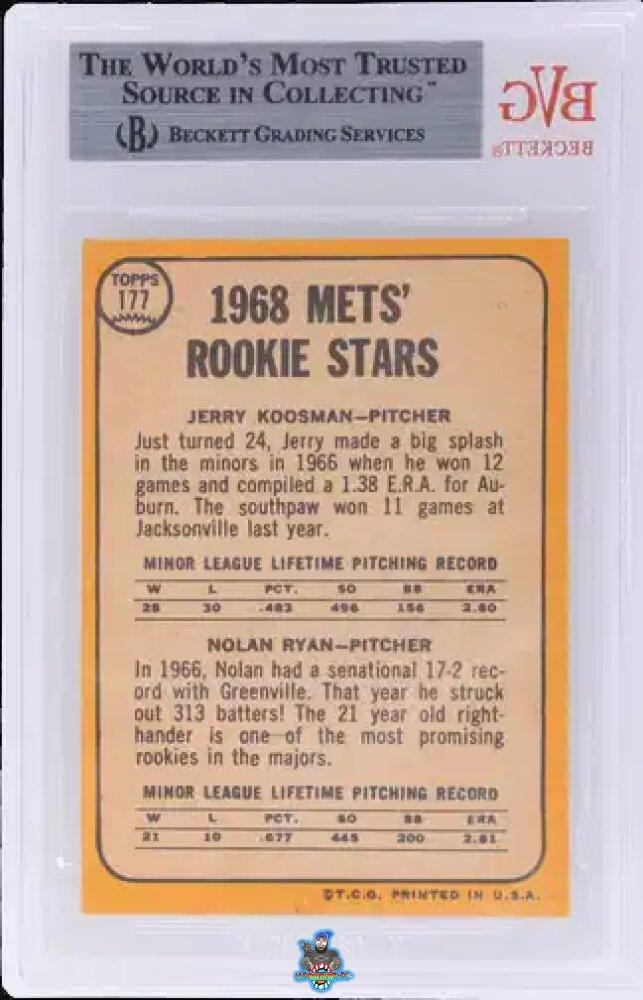 THE WORLD'S MOST TRUSTED
SOURCE IN COLLECTING™
(B) BECKETT GRADING SERVICES
BVG
BECKETT®
TOPPS
177
1968 METS'
ROOKIE STARS
JERRY KOOSMAN—PITCHER
Just turned 24, Jerry made a big splash
in the minors in 1966 when he won 12
games and compiled a 1.38 E.R.A. for Au-
burn. The southpaw won 11 games at
Jacksonville last year.
MINOR LEAGUE LIFETIME PITCHING RECORD
W L PCT. SO BB ERA
28 30 .483 496 156 2.80
NOLAN RYAN—PITCHER
In 1966, Nolan had a senational 17-2 rec-
ord with Greenville. That year he struck
out 313 batters! The 21 year old right-
hander is one of the most promising
rookies in the majors.
MINOR LEAGUE LIFETIME PITCHING RECORD
W L PCT. SO BB ERA
21 10 .677 445 200 2.81
©T.C.G. PRINTED IN U.S.A.